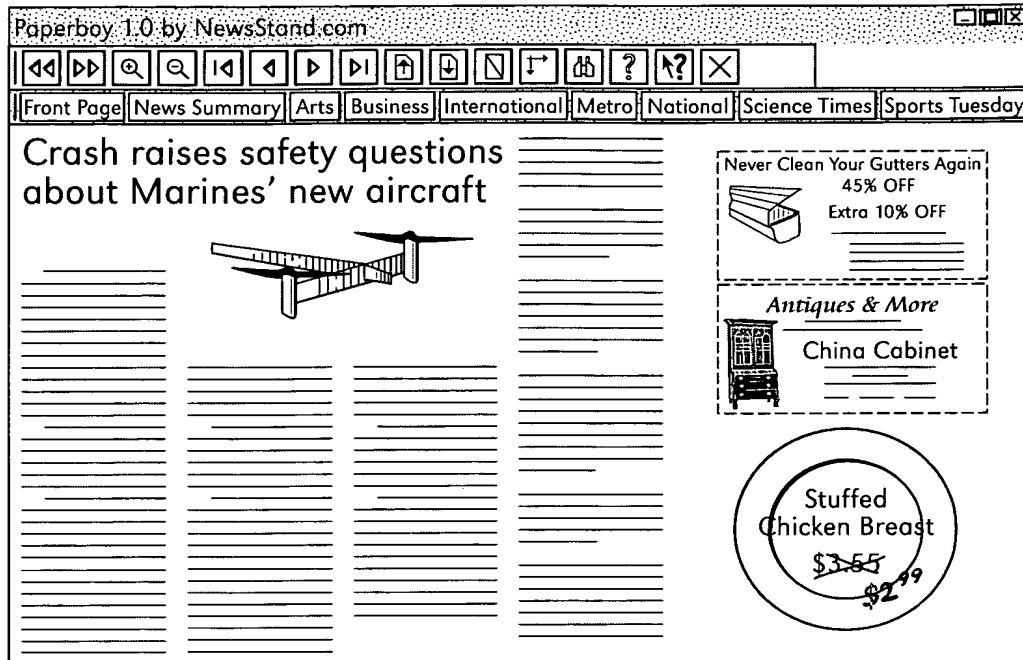 Paperboy 1.0 by NewsStand.com
Front Page News Summary Arts Business International Metro National Science Times Sports Tuesday
Crash raises safety questions
about Marines' new aircraft
Never Clean Your Gutters Again
45% OFF
Extra 10% OFF
Antiques & More
China Cabinet
Stuffed
Chicken Breast
$3.55
$2.99